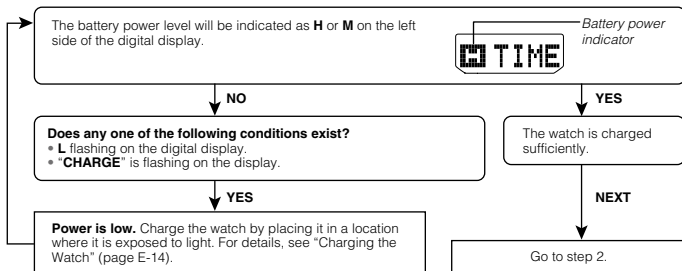 The battery power level will be indicated as H or M on the left
side of the digital display.
Battery power
indicator
TIME
NO
YES
Does any one of the following conditions exist?
• L flashing on the digital display.
• "CHARGE" is flashing on the display.
The watch is charged
sufficiently.
YES
NEXT
Power is low. Charge the watch by placing it in a location
where it is exposed to light. For details, see "Charging the
Watch" (page E-14).
Go to step 2.